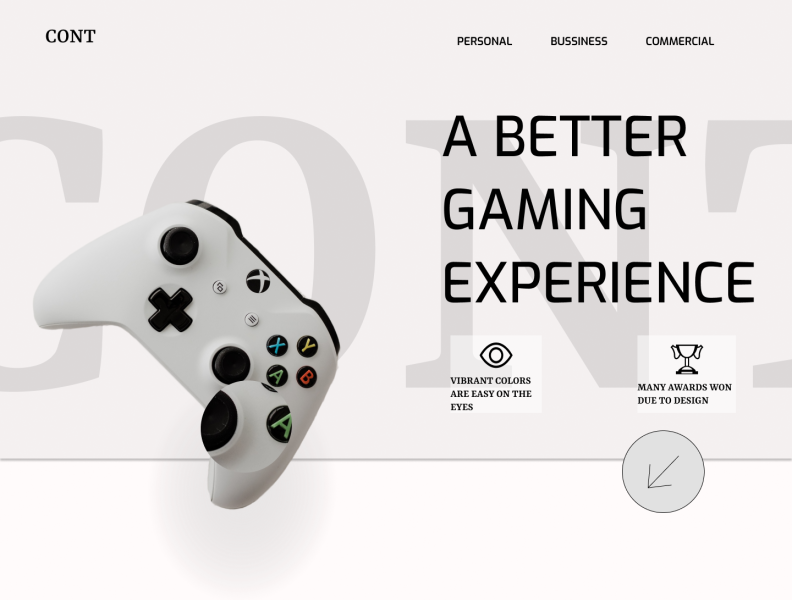 CONT
PERSONAL BUSSINESS COMMERCIAL
CONT
A BETTER
GAMING
EXPERIENCE
VIBRANT COLORS
ARE EASY ON THE
EYES
MANY AWARDS WON
DUE TO DESIGN
X Y
A B
A